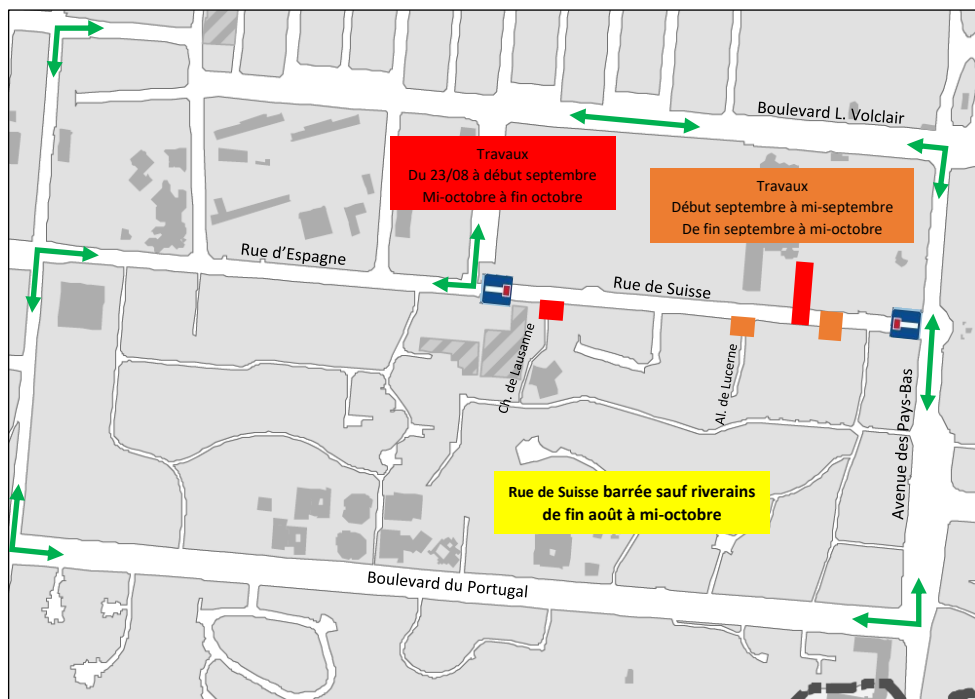 Boulevard L. Volclair
Travaux
Du 23/08 à début septembre
Mi-octobre à fin octobre
Travaux
Début septembre à mi-septembre
De fin septembre à mi-octobre
Rue d’Espagne
Rue de Suisse
Ch. de Lausanne
Al. de Lucerne
Avenue des Pays-Bas
Rue de Suisse barrée sauf riverains
de fin août à mi-octobre
Boulevard du Portugal